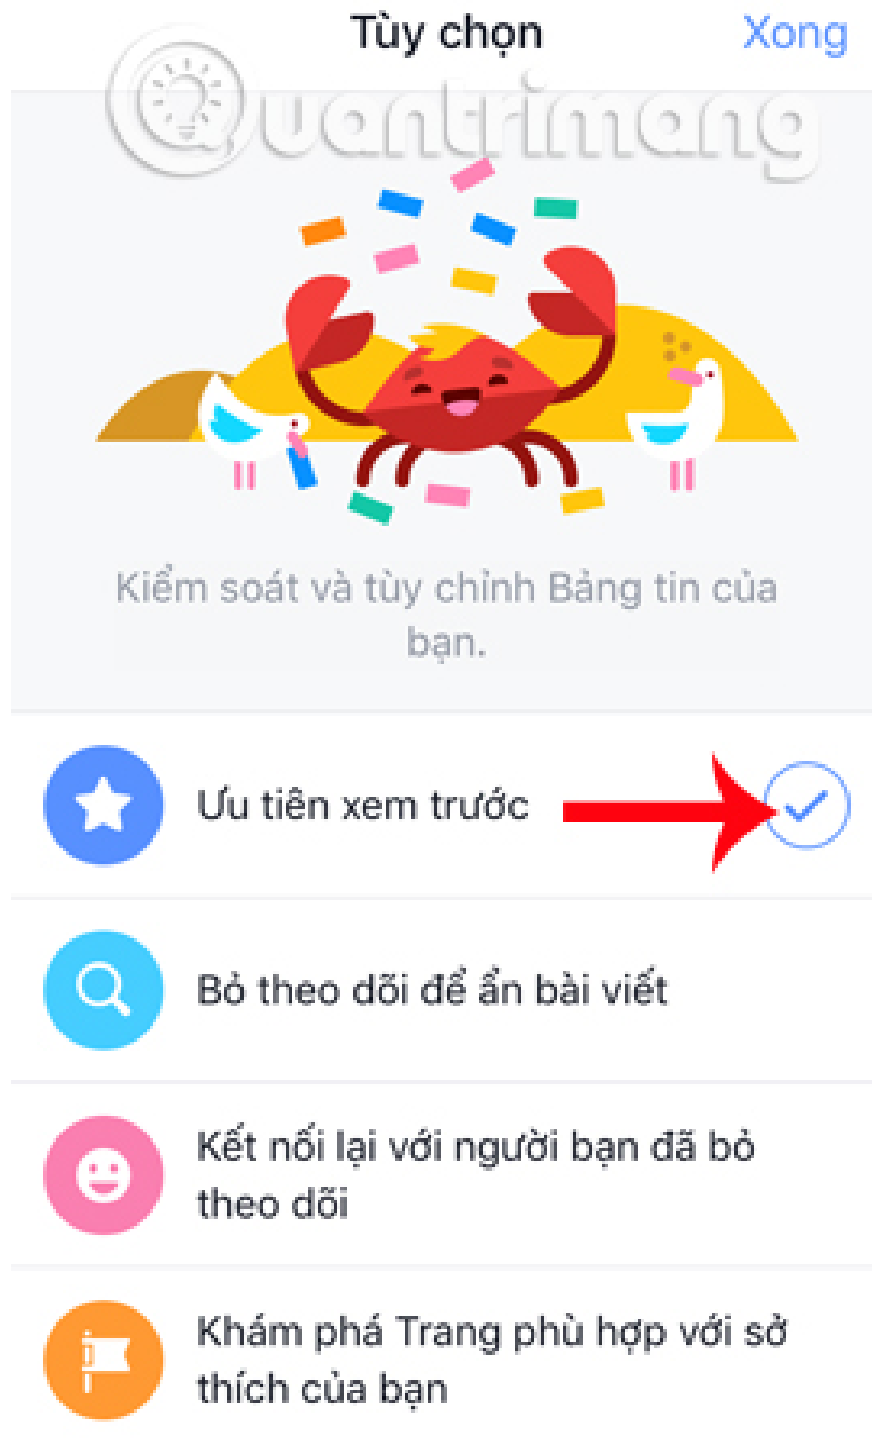 Tùy chọn
Xong
Quantrimang
Kiểm soát và tùy chỉnh Bảng tin của
bạn.
Ưu tiên xem trước
Bỏ theo dõi để ẩn bài viết
Kết nối lại với người bạn đã bỏ
theo dõi
Khám phá Trang phù hợp với sở
thích của bạn